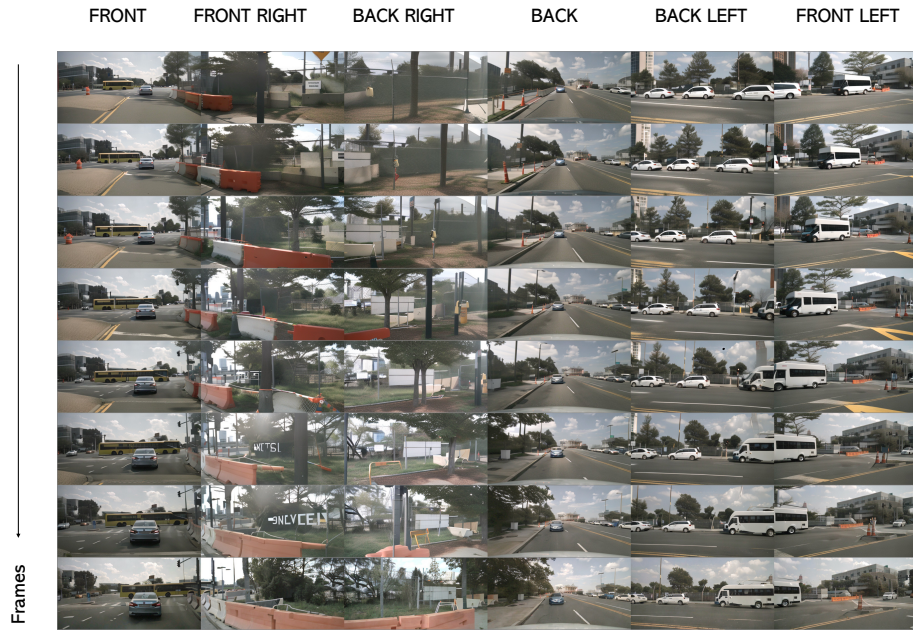 FRONT
FRONT RIGHT
BACK RIGHT
BACK
BACK LEFT
FRONT LEFT
Frames